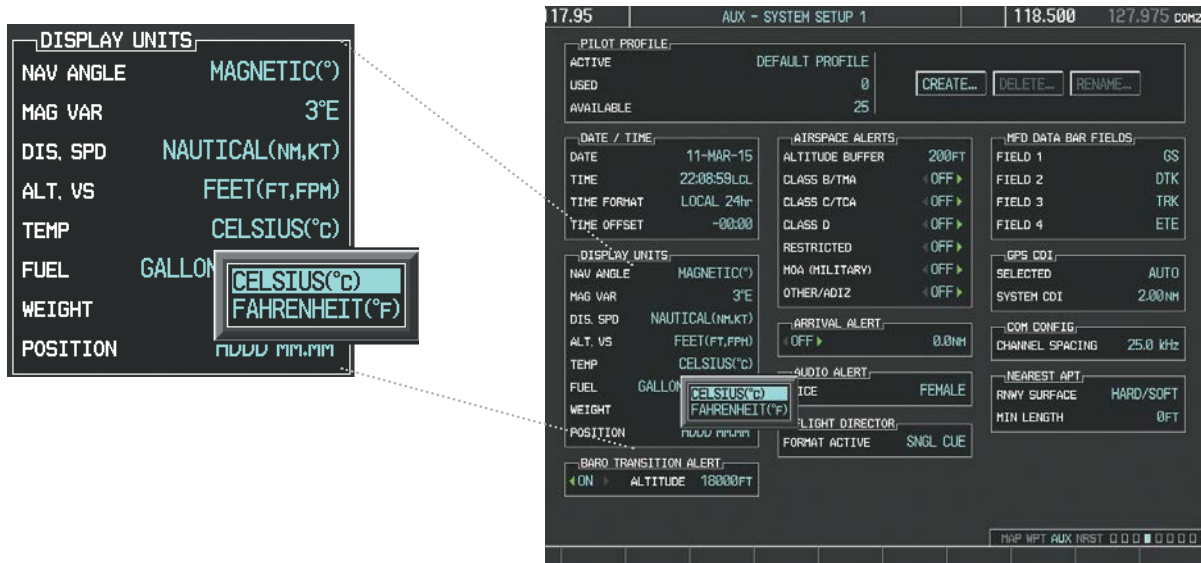 DISPLAY UNITS
NAV ANGLE MAGNETIC(°)
MAG VAR 3°E
DIS, SPD NAUTICAL(NM,KT)
ALT, VS FEET(FT,FPM)
TEMP CELSIUS(°C)
FUEL
CELSIUS(°C)
WEIGHT
FAHRENHEIT(°F)
POSITION HDDD MM.MM
117.95 AUX - SYSTEM SETUP 1 118.500 127.975 COM2
PILOT PROFILE
ACTIVE DEFAULT PROFILE
USED 0
AVAILABLE 25
CREATE... DELETE... RENAME...
DATE / TIME
DATE 11-MAR-15
TIME 22:08:59LCL
TIME FORMAT LOCAL 24hr
TIME OFFSET -00:00
DISPLAY UNITS
NAV ANGLE MAGNETIC(°)
MAG VAR 3°E
DIS, SPD NAUTICAL(NM,KT)
ALT, VS FEET(FT,FPM)
TEMP CELSIUS(°C)
FUEL
CELSIUS(°C)
WEIGHT
FAHRENHEIT(°F)
POSITION HDDD MM.MM
BARO TRANSITION ALERT
ON ALTITUDE 18000FT
AIRSPACE ALERTS
ALTITUDE BUFFER 200FT
CLASS B/TMA OFF
CLASS C/TCA OFF
CLASS D OFF
RESTRICTED OFF
MOA (MILITARY) OFF
OTHER/ADIZ OFF
ARRIVAL ALERT
OFF 0.0NM
AUDIO ALERT
FEMALE
FLIGHT DIRECTOR
FORMAT ACTIVE SNGL CUE
MFD DATA BAR FIELDS
FIELD 1 GS
FIELD 2 DTK
FIELD 3 TRK
FIELD 4 ETE
GPS CDI
SELECTED AUTO
SYSTEM CDI 2.00NM
COM CONFIG
CHANNEL SPACING 25.0 kHz
NEAREST APT
RNWY SURFACE HARD/SOFT
MIN LENGTH 0FT
MAP WPT AUX NRST